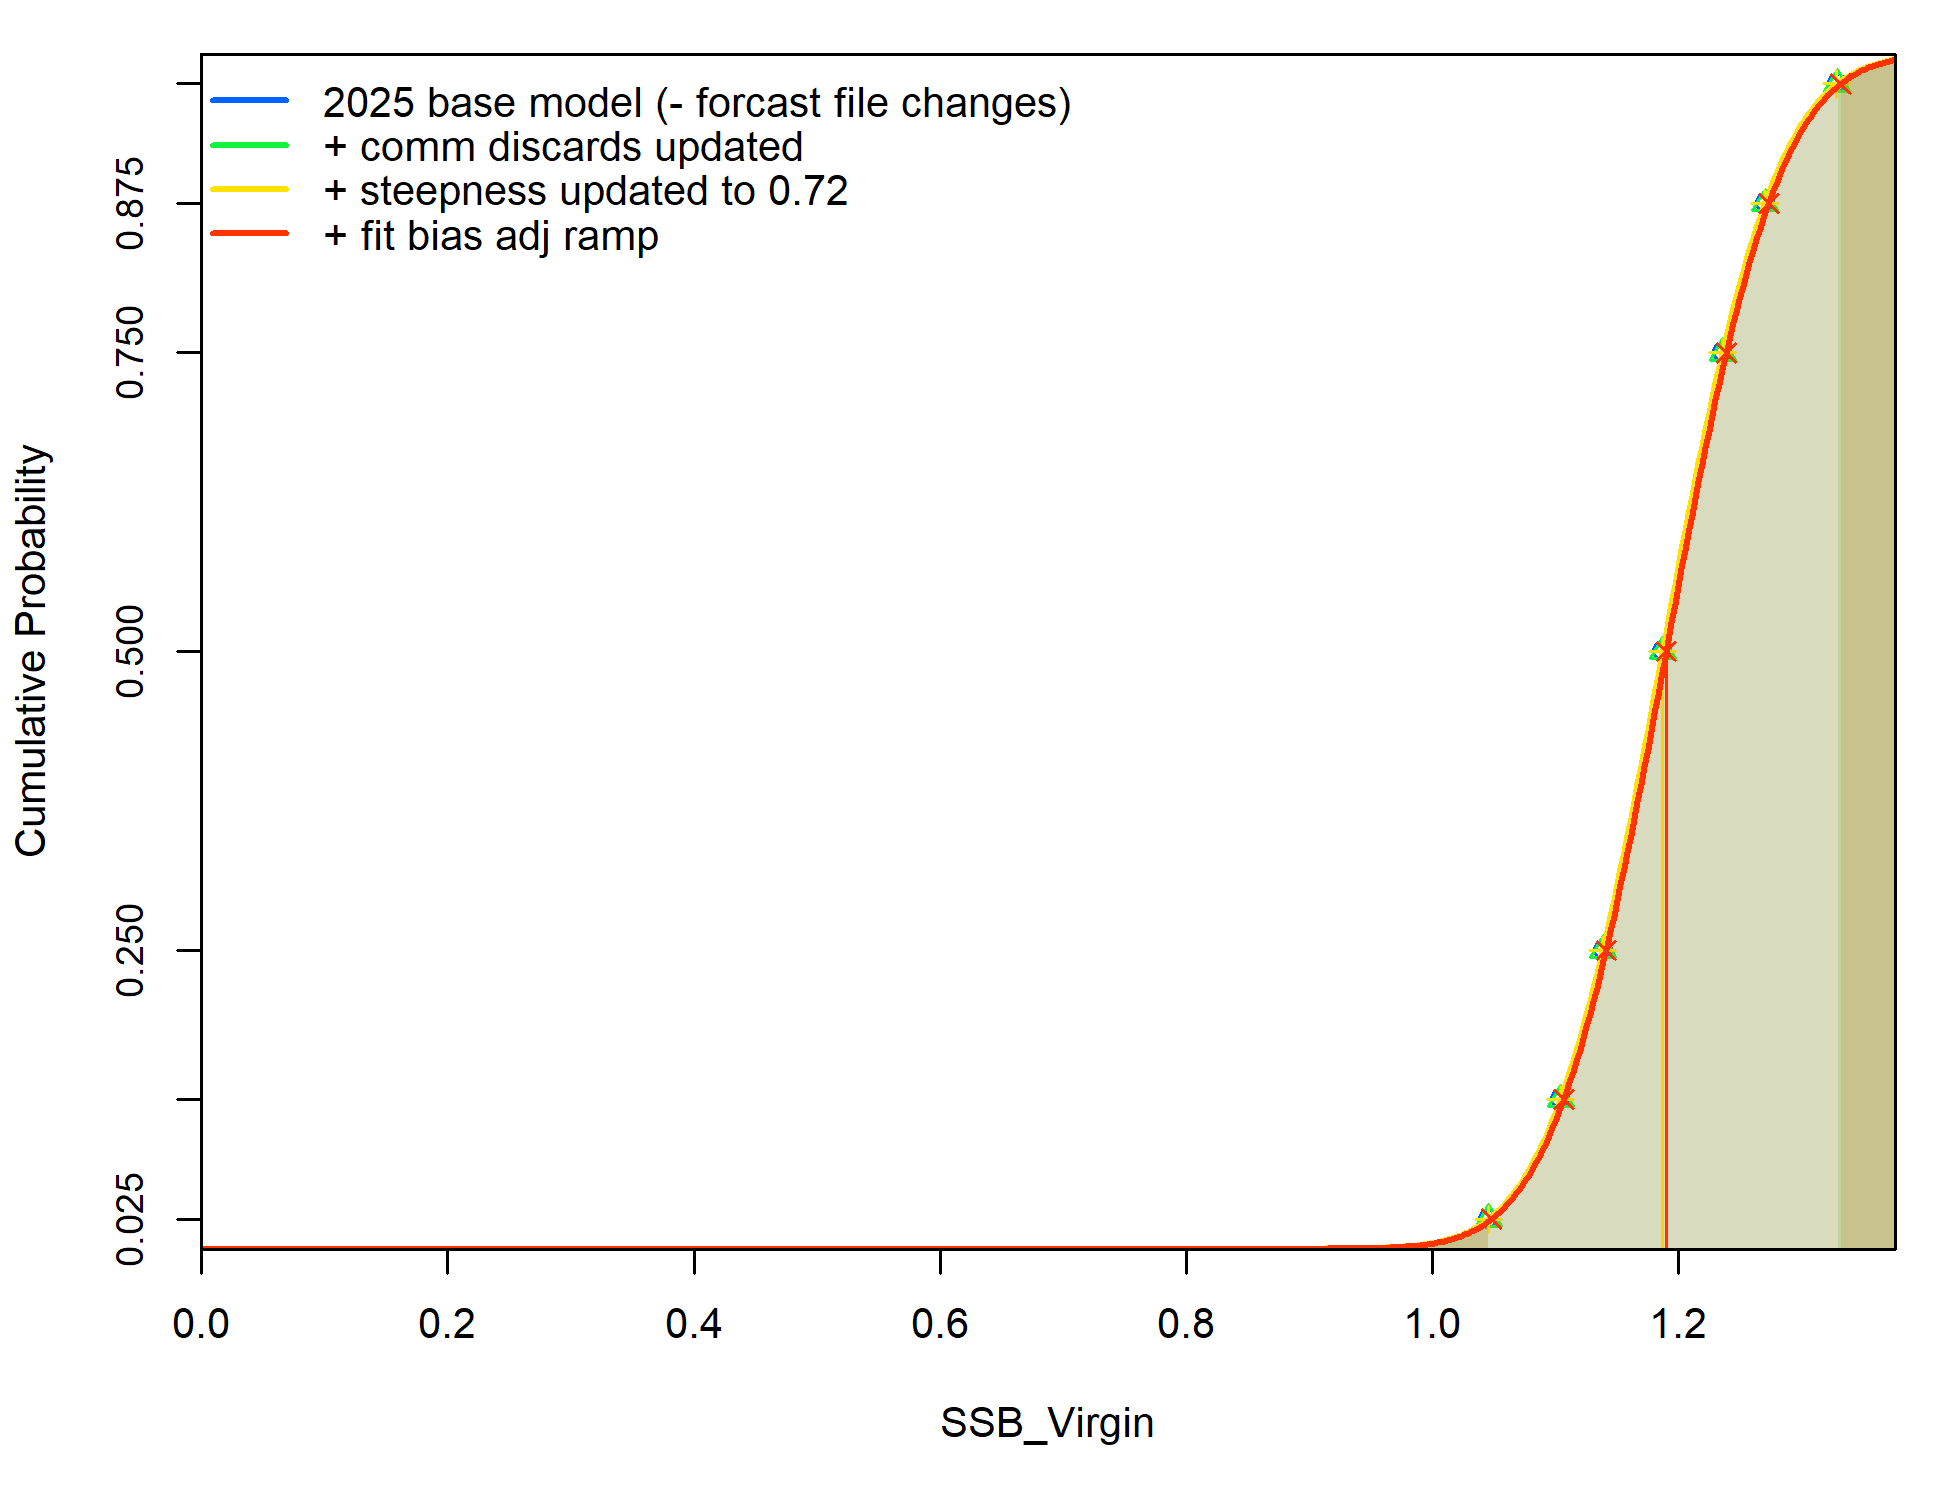 2025 base model (- forcast file changes)
+ comm discards updated
+ steepness updated to 0.72
+ fit bias adj ramp
Cumulative Probability
0.875
0.750
0.500
0.250
0.025
0.0 0.2 0.4 0.6 0.8 1.0 1.2
SSB_Virgin